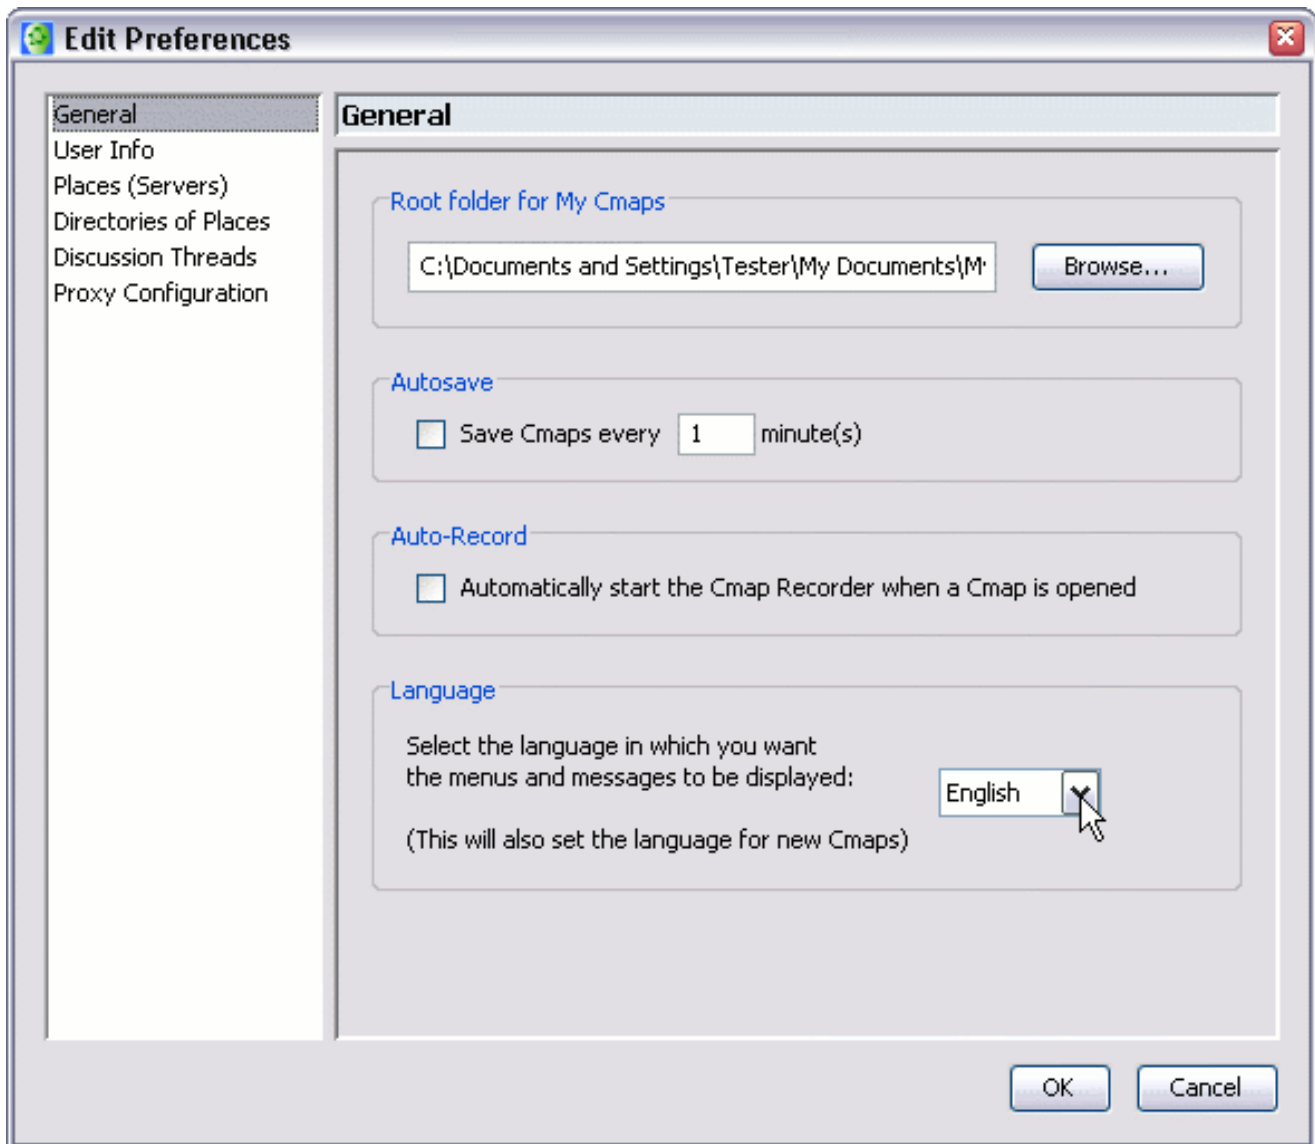 Edit Preferences
General
User Info
Places (Servers)
Directories of Places
Discussion Threads
Proxy Configuration
General
Root folder for My Cmaps
C:\Documents and Settings\Tester\My Documents\M
Browse...
Autosave
Save Cmaps every 1 minute(s)
Auto-Record
Automatically start the Cmap Recorder when a Cmap is opened
Language
Select the language in which you want
the menus and messages to be displayed:
English
(This will also set the language for new Cmaps)
OK Cancel